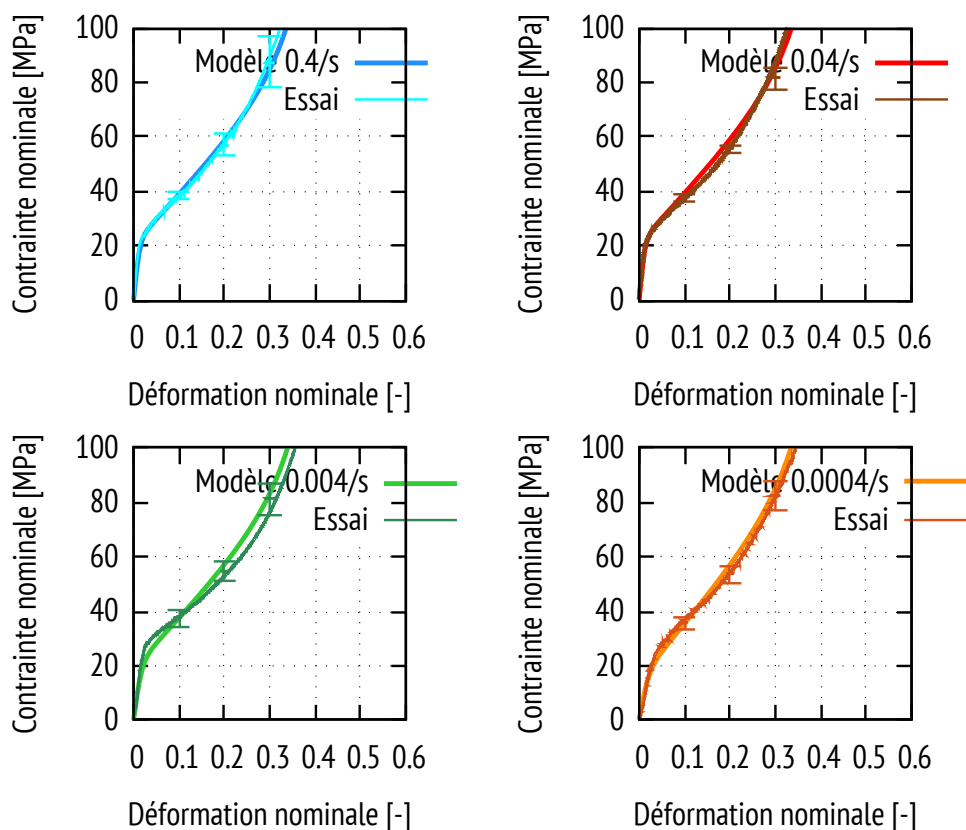 Contrainte nominale [MPa]
100
80
60
40
20
0
Modèle 0.4/s
Essai
0 0.1 0.2 0.3 0.4 0.5 0.6
Déformation nominale [-]
Contrainte nominale [MPa]
100
80
60
40
20
0
Modèle 0.04/s
Essai
0 0.1 0.2 0.3 0.4 0.5 0.6
Déformation nominale [-]
Contrainte nominale [MPa]
100
80
60
40
20
0
Modèle 0.004/s
Essai
0 0.1 0.2 0.3 0.4 0.5 0.6
Déformation nominale [-]
Contrainte nominale [MPa]
100
80
60
40
20
0
Modèle 0.0004/s
Essai
0 0.1 0.2 0.3 0.4 0.5 0.6
Déformation nominale [-]